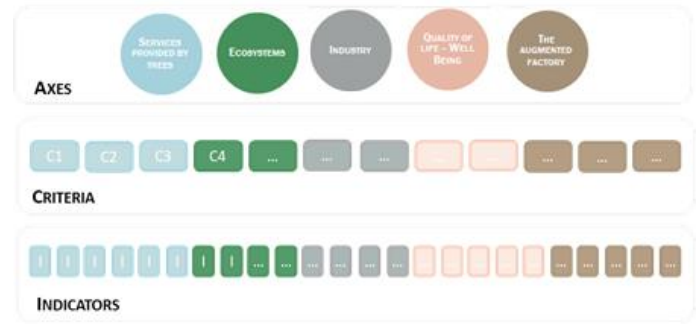 SERVICES
PROVIDED BY
TREES
ECOSYSTEMS
INDUSTRY
QUALITY OF
LIFE – WELL
BEING
THE
AUGMENTED
FACTORY
AXES
C1 C2 C3 C4 ... ... ... ... ... ... ... ...
CRITERIA
I I I I I I I I ... ... ... ... ... ... ... ... ... ... ... ... ... ... ... ...
INDICATORS